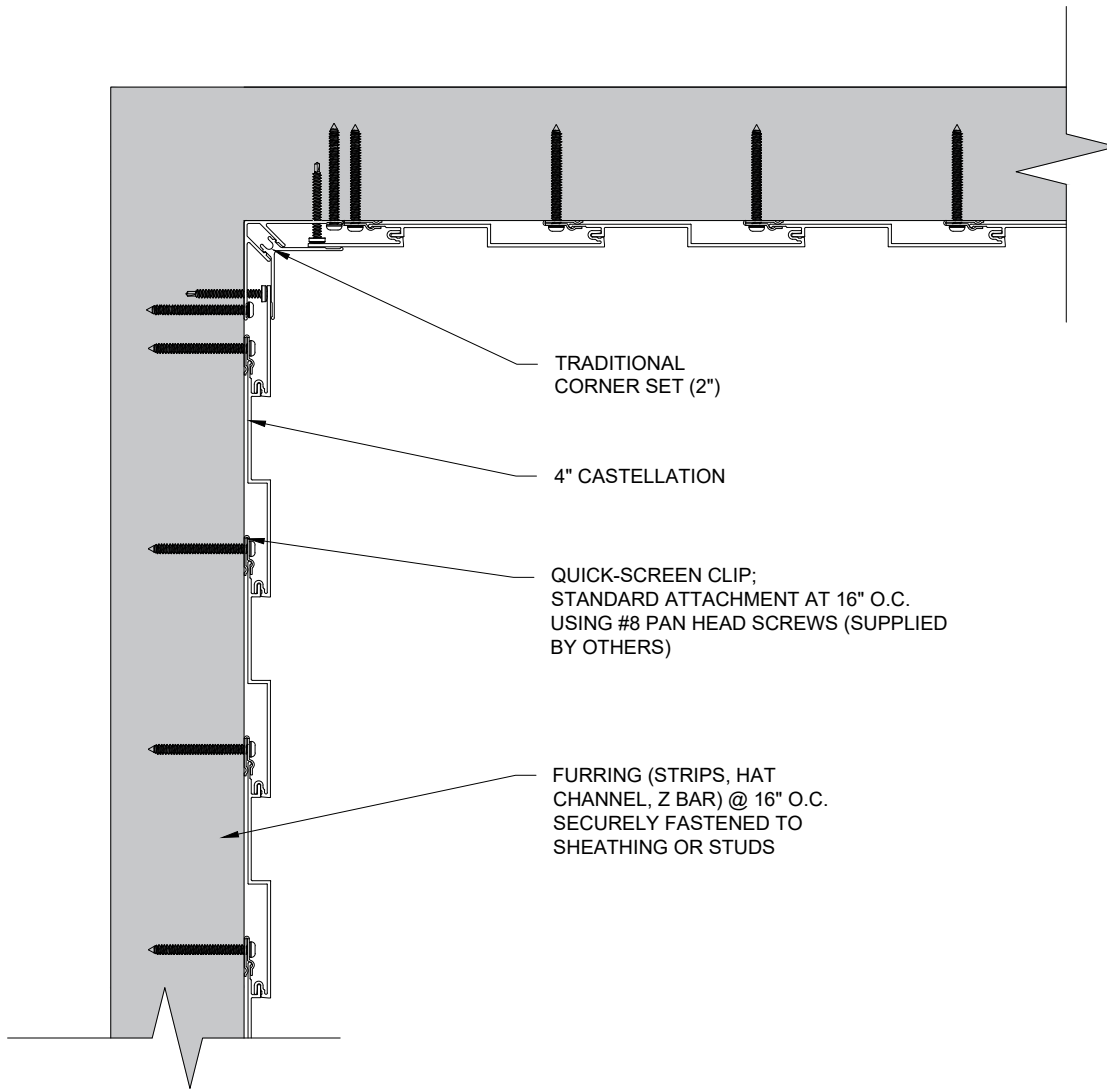 TRADITIONAL
CORNER SET (2")
4" CASTELLATION
QUICK-SCREEN CLIP;
STANDARD ATTACHMENT AT 16" O.C.
USING #8 PAN HEAD SCREWS (SUPPLIED
BY OTHERS)
FURRING (STRIPS, HAT
CHANNEL, Z BAR) @ 16" O.C.
SECURELY FASTENED TO
SHEATHING OR STUDS